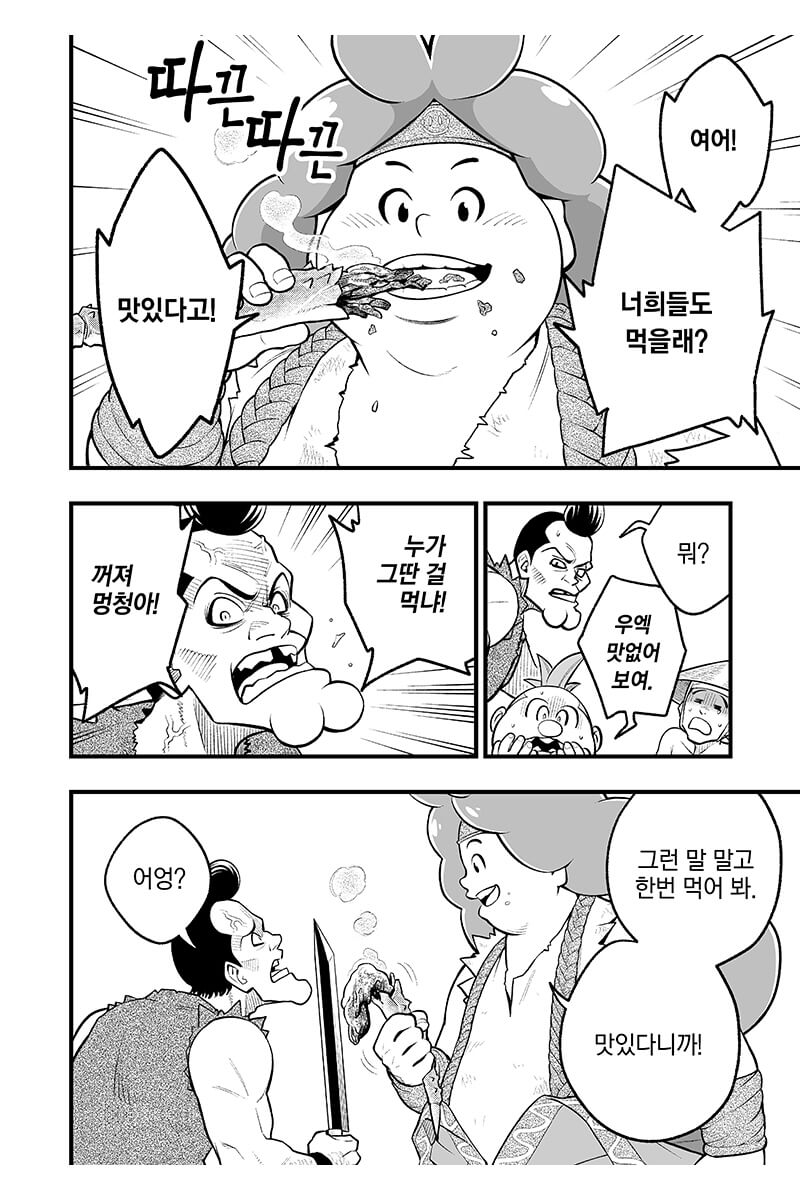 여어!
너희들도
먹을래?
따끈
따끈
맛있다고!
뭐?
우엑
맛없어
보여.
누가
그딴 걸
먹냐!
꺼져
멍청아!
그런 말 말고
한번 먹어 봐.
맛있다니까!
어엉?